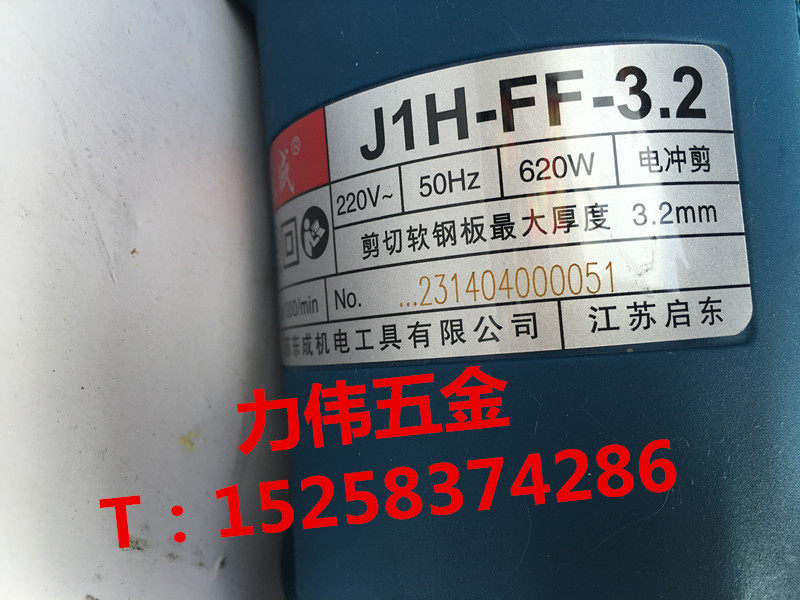 J1H-FF-3.2
成®
220V~ 50Hz 620W 电冲剪
剪切软钢板最大厚度 3.2mm
/min No. ...231404000051
东成机电工具有限公司 江苏启东
力伟五金
T：15258374286